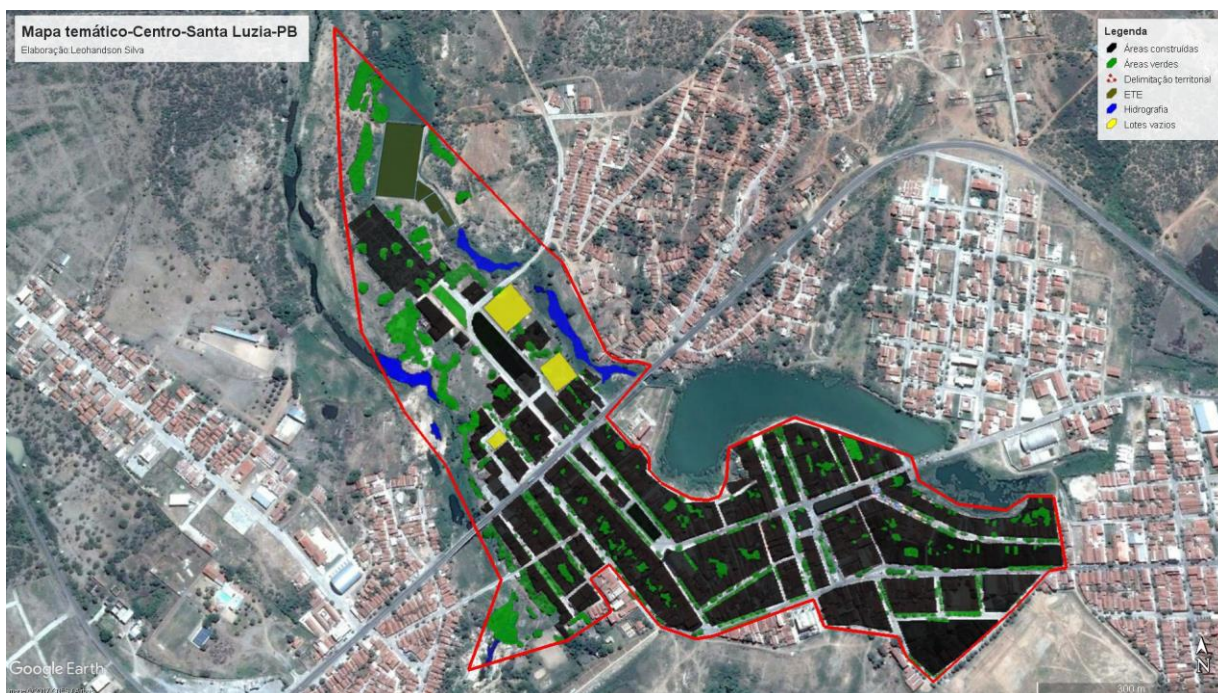 Mapa temático-Centro-Santa Luzia-PB
Elaboração:Leohandson Silva
Legenda
Áreas construídas
Áreas verdes
Delimitação territorial
ETE
Hidrografia
Lotes vazios
Google Earth
N
300 m